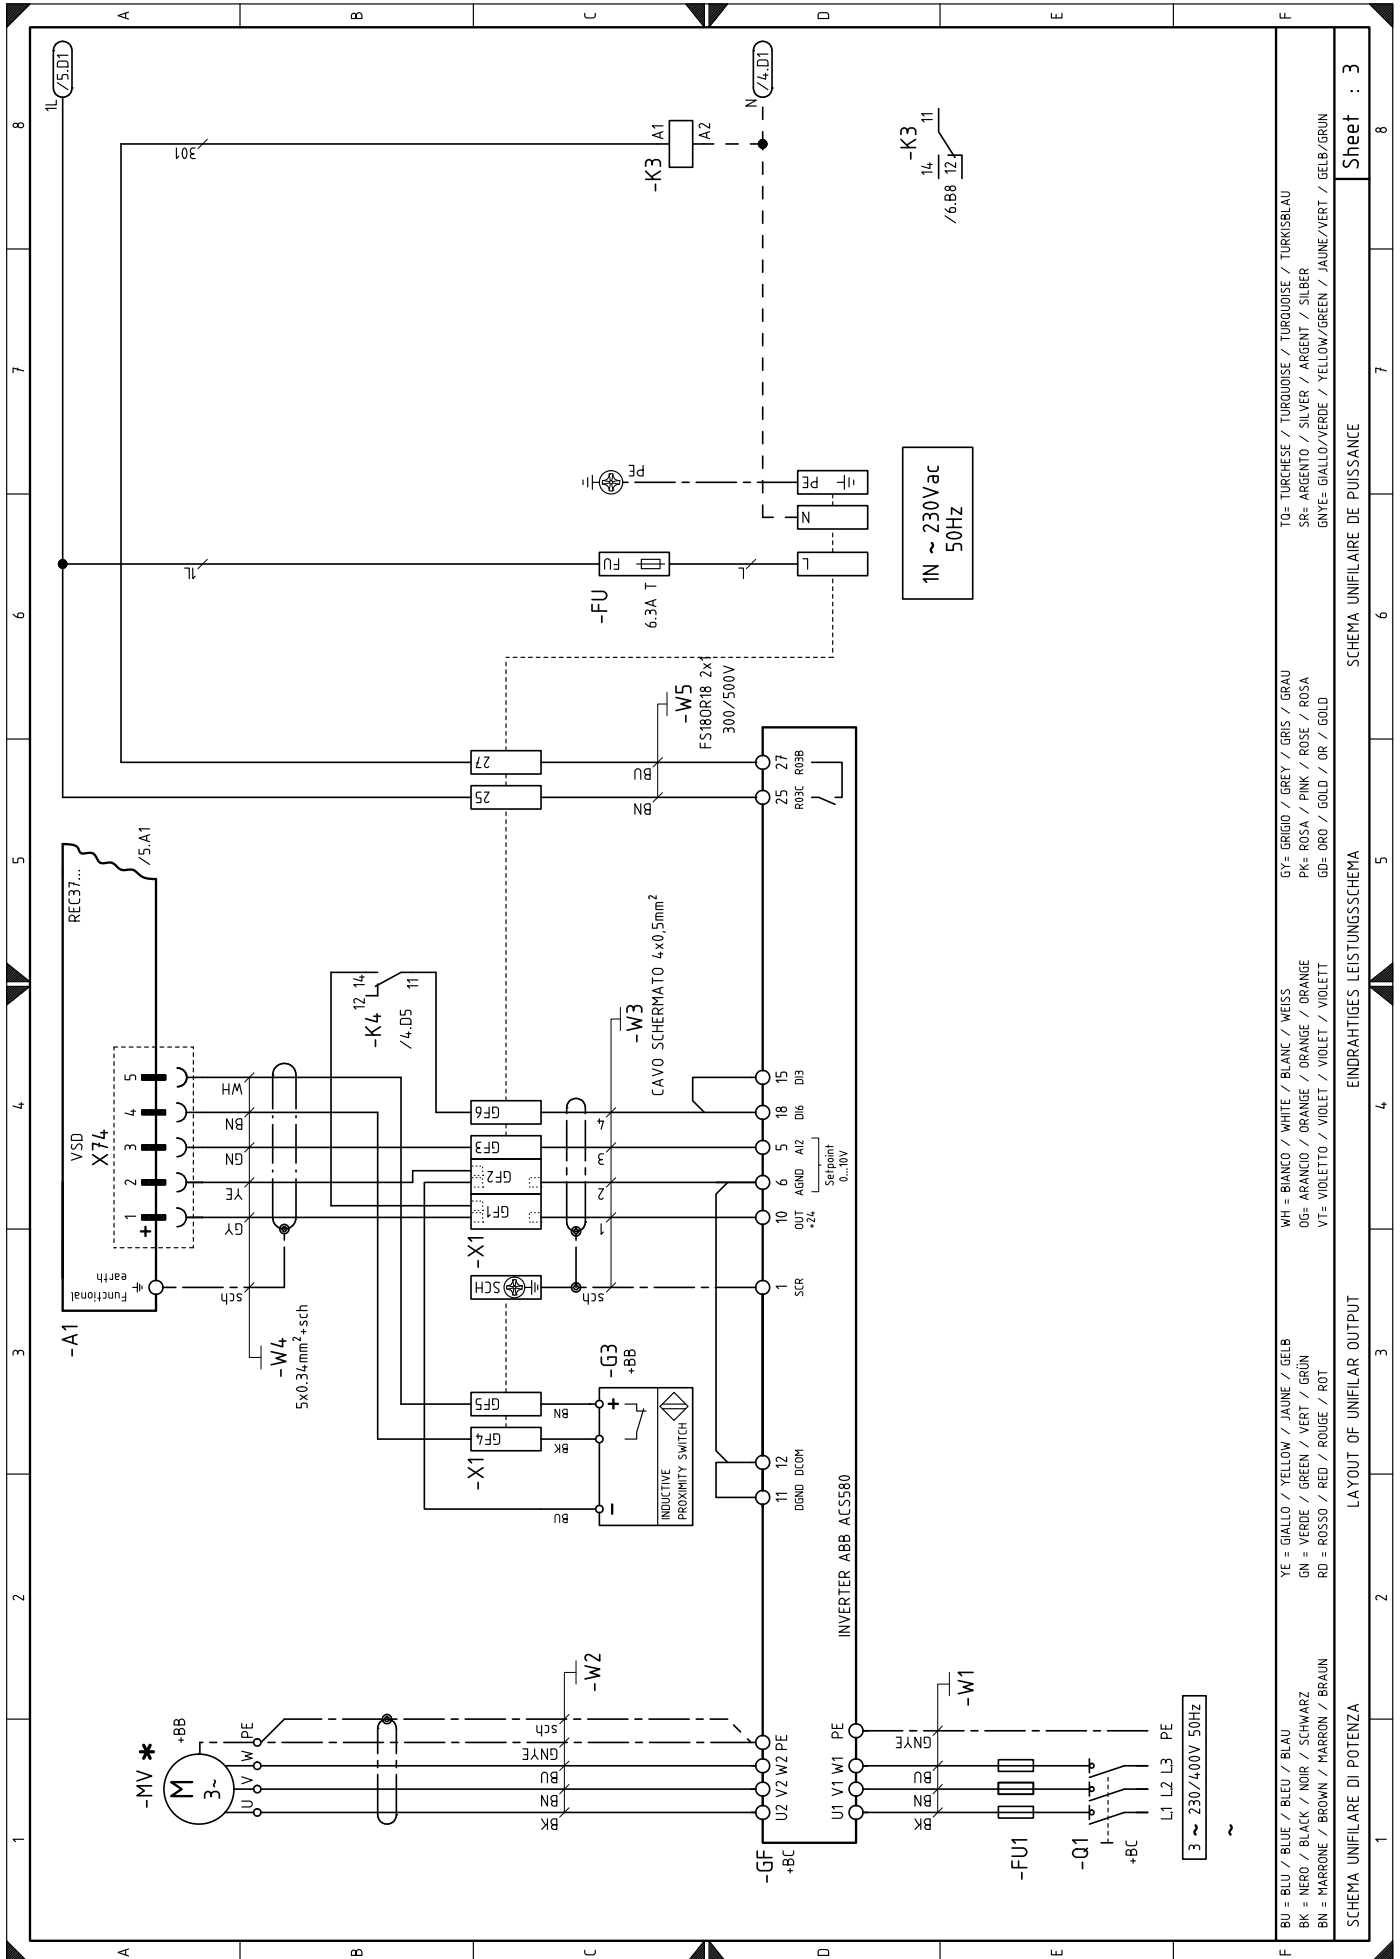 1
2
3
4
5
6
7
8
A
B
C
D
E
F
-MV *
+BB
M
3~
U
V
W
PE
BK
BN
BU
GNYE
sch
-W2
-GF
+BC
U2
V2
W2
PE
U1
V1
W1
PE
INVERTER ABB ACS580
BK
BN
BU
GNYE
-W1
-FU1
-Q1
+BC
L1
L2
L3
PE
3 ~ 230/400V 50Hz
~
-A1
Functional
earth
REC37...
/5.A1
VSD
X74
+
1
2
3
4
5
sch
GY
YE
GN
BN
WH
-W4
5x0.34mm²+sch
-K4
/4.D5
12
14
11
-X1
GF4
GF5
BU
BK
BN
-G3
+BB
-
+
INDUCTIVE
PROXIMITY SWITCH
-X1
SCH
GF1
GF2
GF3
GF6
sch
1
2
3
4
-W3
CAVO SCHERMATO 4x0,5mm²
11
DGND
12
DCOM
1
SCR
10
OUT
+24
6
AGND
5
AI2
Setpoint
0...10V
18
DI6
15
DI3
25
27
BN
BU
-W5
FS18OR18 2x1
300/500V
25
R03C
27
R03B
1L
-FU
FU
6.3A T
L
L
N
PE
PE
1N ~ 230Vac
50Hz
1L
/5.D1
301
-K3
A1
A2
N
/4.D1
-K3
14
12
11
/6.B8
BU = BLU / BLUE / BLEU / BLAU
BK = NERO / BLACK / NOIR / SCHWARZ
BN = MARRONE / BROWN / MARRON / BRAUN
YE = GIALLO / YELLOW / JAUNE / GELB
GN = VERDE / GREEN / VERT / GRÜN
RD = ROSSO / RED / ROUGE / ROT
WH = BIANCO / WHITE / BLANC / WEISS
OG= ARANCIO / ORANGE / ORANGE / ORANGE
VT= VIOLETTO / VIOLET / VIOLET / VIOLETT
GY= GRIGIO / GREY / GRIS / GRAU
PK= ROSA / PINK / ROSE / ROSA
GD= ORO / GOLD / OR / GOLD
TQ= TURCHESE / TURQUOISE / TURQUOISE / TURKISBLAU
SR= ARGENTO / SILVER / ARGENT / SILBER
GNYE= GIALLO/VERDE / YELLOW/GREEN / JAUNE/VERT / GELB/GRUN
SCHEMA UNIFILARE DI POTENZA
LAYOUT OF UNIFILAR OUTPUT
EINDRAHTIGES LEISTUNGSSCHEMA
SCHEMA UNIFILAIRE DE PUISSANCE
Sheet : 3
1
2
3
4
5
6
7
8
A
B
C
D
E
F